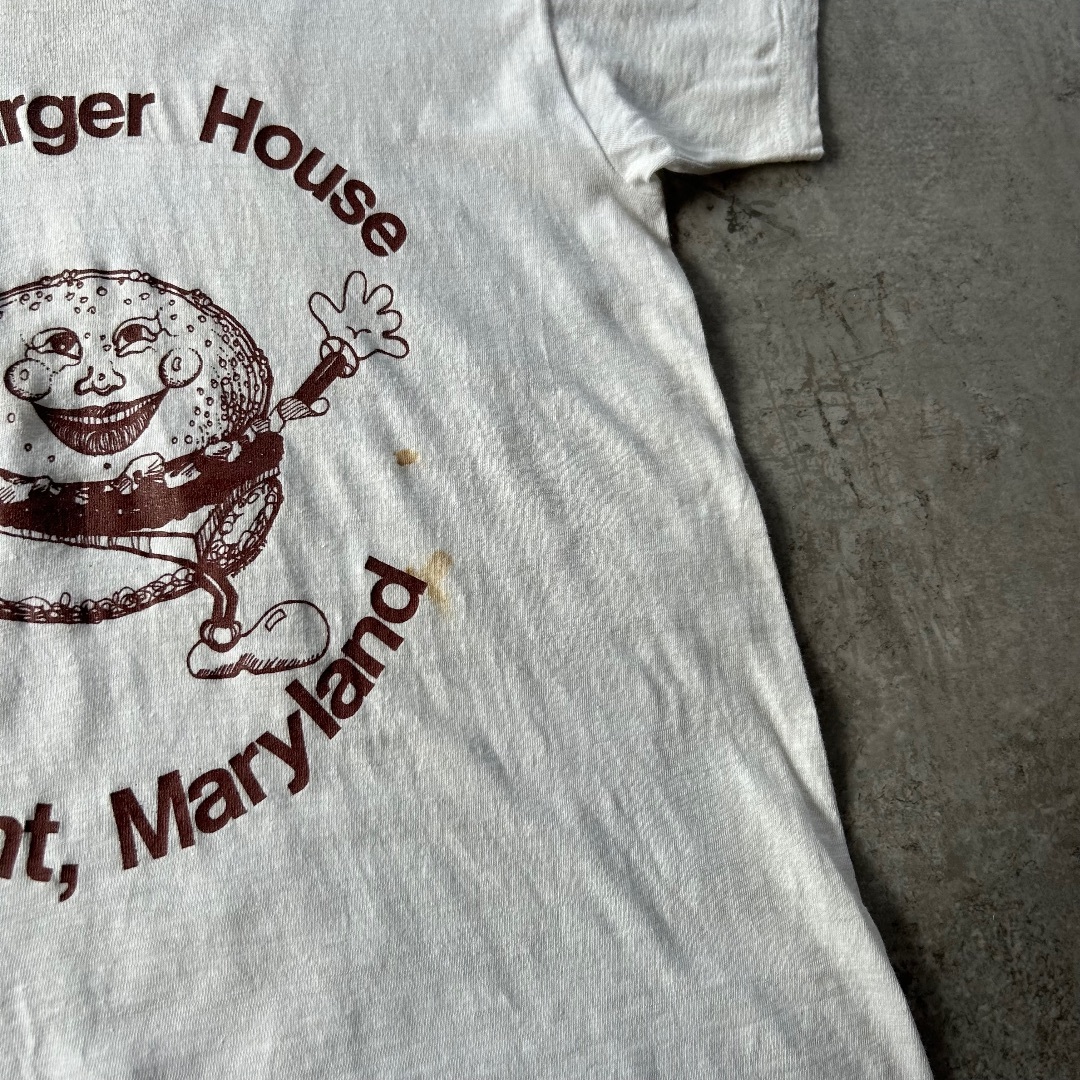 rger House
nt, Maryland